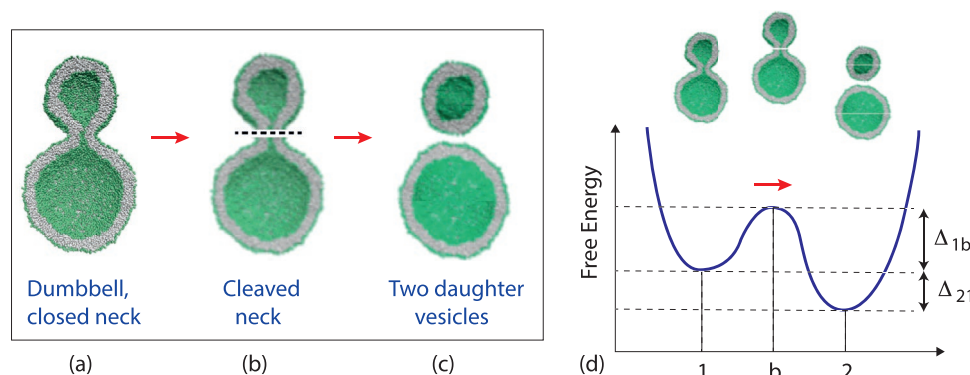 Dumbbell,
closed neck
Cleaved
neck
Two daughter
vesicles
(a)
(b)
(c)
(d)
Free Energy
Δ1b
Δ21
1
b
2